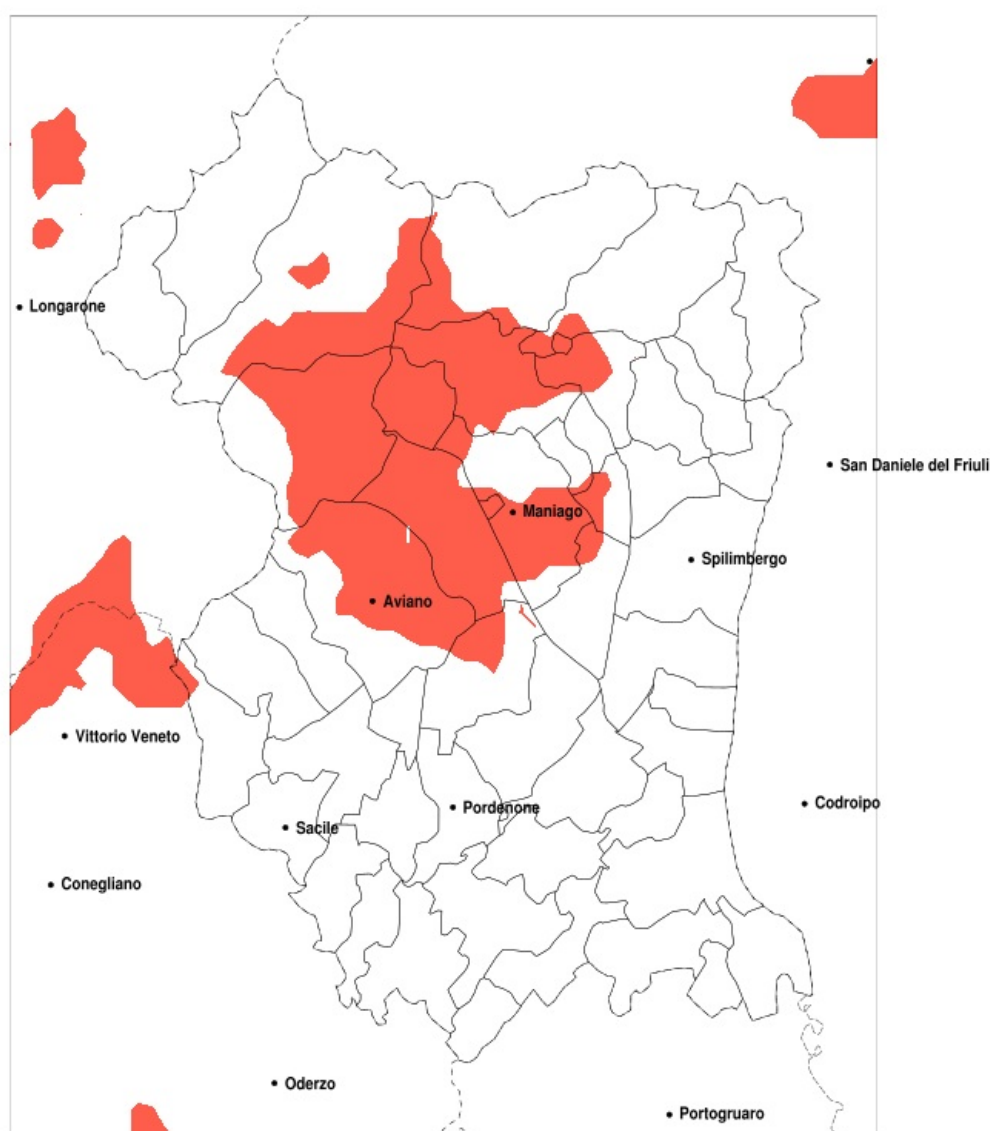 Longarone
San Daniele del Friuli
Maniago
Spilimbergo
Aviano
Vittorio Veneto
Codroipo
Pordenone
Sacile
Conegliano
Oderzo
Portogruaro